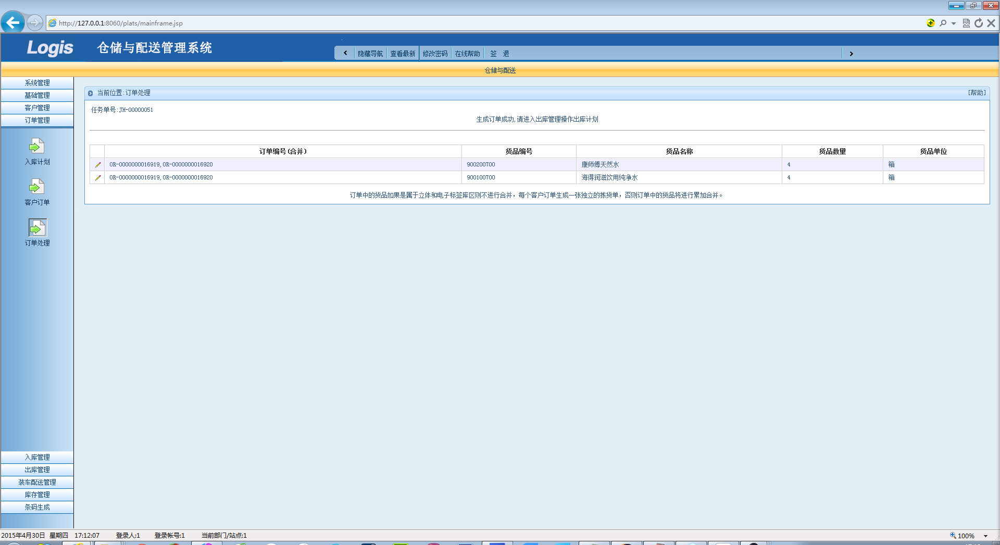 http://127.0.0.1:8060/plats/mainframe.jsp
Logis 仓储与配送管理系统
隐藏导航 查看最新 修改密码 在线帮助 签 退
仓储与配送
系统管理
基础管理
客户管理
订单管理
入库计划
客户订单
订单处理
入库管理
出库管理
装车配送管理
库存管理
条码生成
当前位置:订单处理 [帮助]
任务单号:JH-00000051
生成订单成功,请进入出库管理操作出库计划
订单编号(合并) 货品编号 货品名称 货品数量 货品单位
OR-0000000016919,OR-0000000016920 900200700 康师傅天然水 4 箱
OR-0000000016919,OR-0000000016920 900100700 海得润滋饮用纯净水 4 箱
订单中的货品如果是属于立体和电子标签库区则不进行合并，每个客户订单生成一张独立的拣货单，否则订单中的货品将进行累加合并。
2015年4月30日 星期四 17:12:07 登录人:1 登录帐号:1 当前部门/站点:1 100%